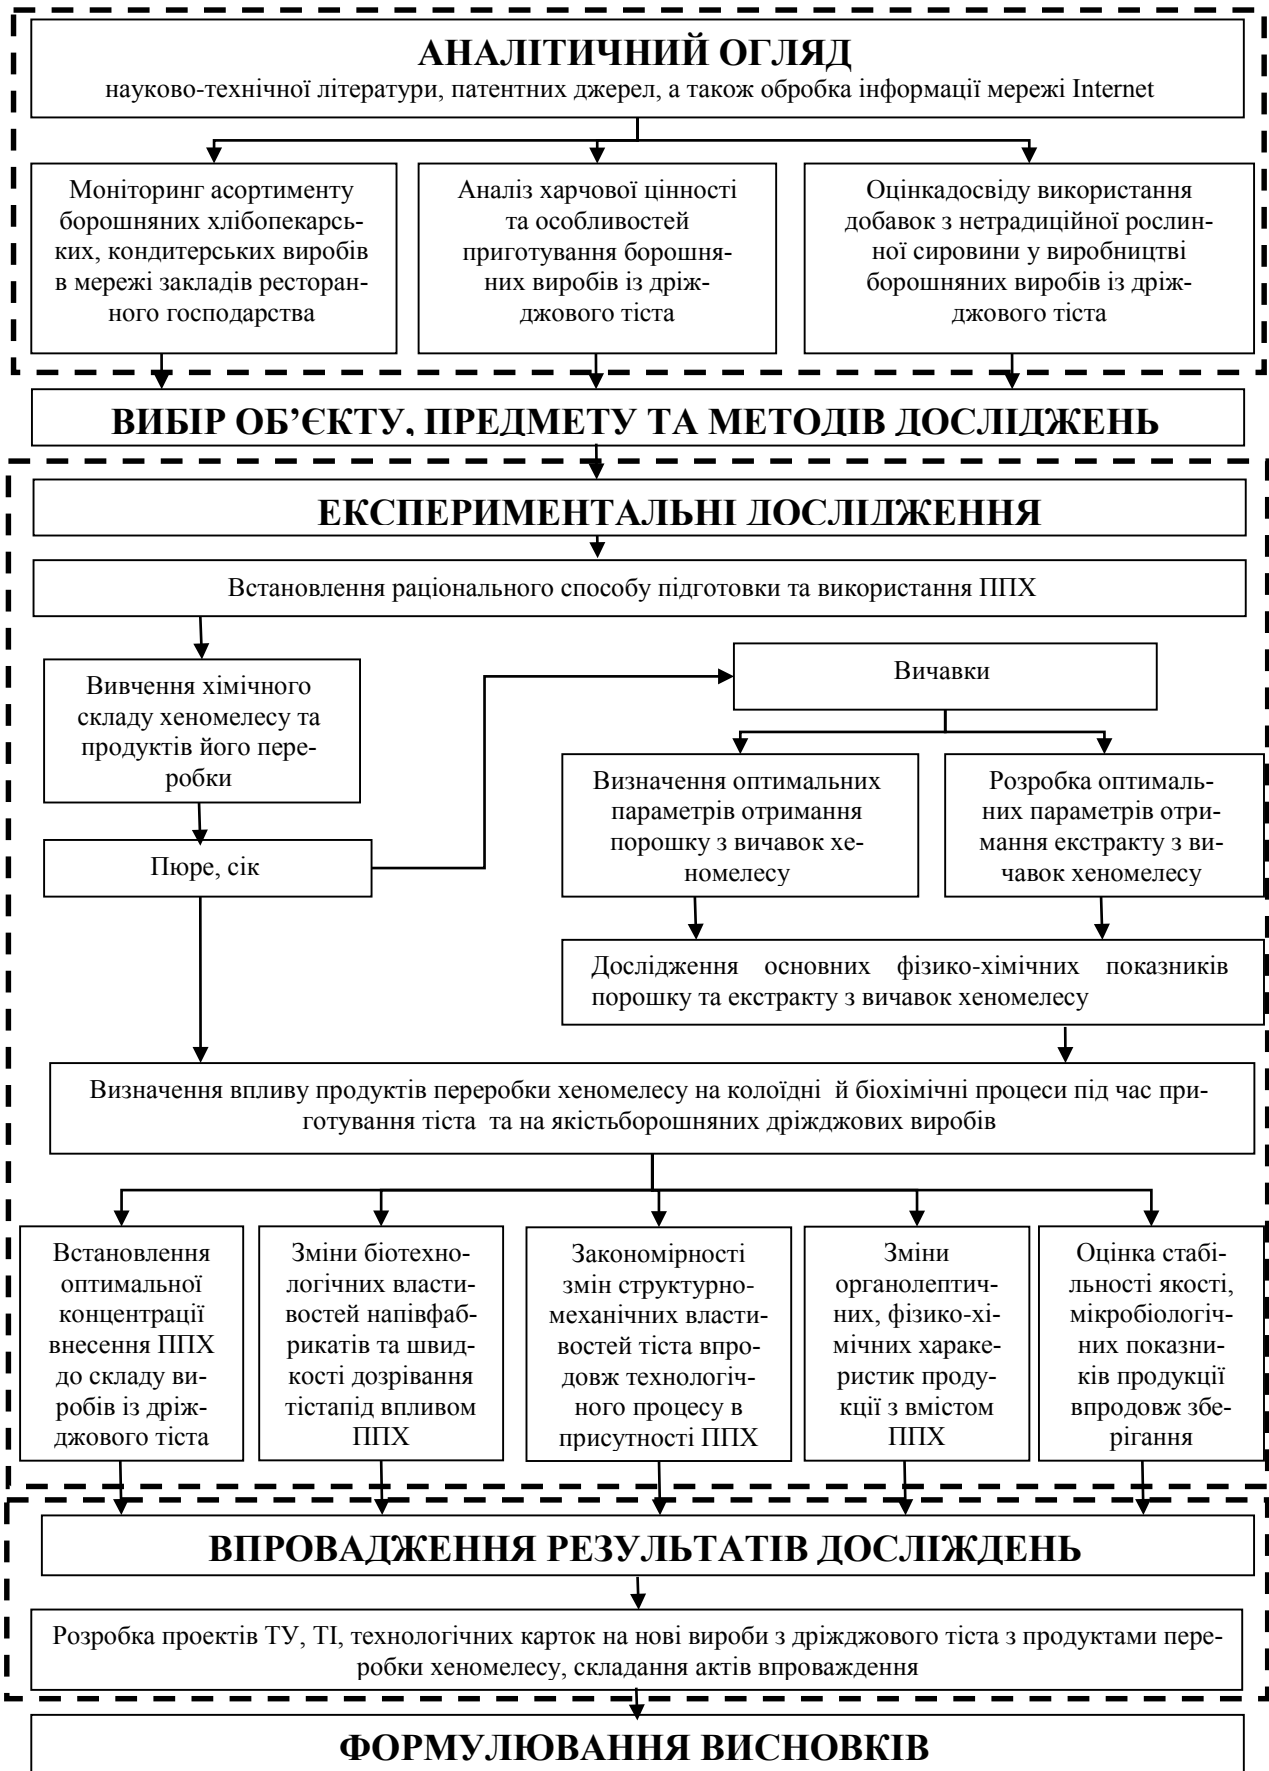 АНАЛІТИЧНИЙ ОГЛЯД
науково-технічної літератури, патентних джерел, а також обробка інформації мережі Internet
Моніторинг асортименту
борошняних хлібопекарсь-
ких, кондитерських виробів
в мережі закладів ресторан-
ного господарства
Аналіз харчової цінності
та особливостей
приготування борошня-
них виробів із дріж-
джового тіста
Оцінкадосвіду використання
добавок з нетрадиційної рослин-
ної сировини у виробництві
борошняних виробів із дріж-
джового тіста
ВИБІР ОБ’ЄКТУ, ПРЕДМЕТУ ТА МЕТОДІВ ДОСЛІДЖЕНЬ
ЕКСПЕРИМЕНТАЛЬНІ ДОСЛІДЖЕННЯ
Встановлення раціонального способу підготовки та використання ППХ
Вивчення хімічного
складу хеномелесу та
продуктів його пере-
робки
Вичавки
Визначення оптимальних
параметрів отримання
порошку з вичавок хе-
номелесу
Розробка оптималь-
них параметрів отри-
мання екстракту з ви-
чавок хеномелесу
Пюре, сік
Дослідження основних фізико-хімічних показників
порошку та екстракту з вичавок хеномелесу
Визначення впливу продуктів переробки хеномелесу на колоїдні й біохімічні процеси під час при-
готування тіста та на якістьборошняних дріжджових виробів
Встановлення
оптимальної
концентрації
внесення ППХ
до складу ви-
робів із дріж-
джового тіста
Зміни біотехно-
логічних власти-
востей напівфаб-
рикатів та швид-
кості дозрівання
тістапід впливом
ППХ
Закономірності
змін структурно-
механічних власти-
востей тіста впро-
довж технологіч-
ного процесу в
присутності ППХ
Зміни
органолептич-
них, фізико-хі-
мічних характе-
ристик проду-
кції з вмістом
ППХ
Оцінка стабі-
льності якості,
мікробіологіч-
них показни-
ків продукції
впродовж збе-
рігання
ВПРОВАДЖЕННЯ РЕЗУЛЬТАТІВ ДОСЛІЖДЕНЬ
Розробка проектів ТУ, ТІ, технологічних карток на нові вироби з дріжджового тіста з продуктами пере-
робки хеномелесу, складання актів впроваждення
ФОРМУЛЮВАННЯ ВИСНОВКІВ